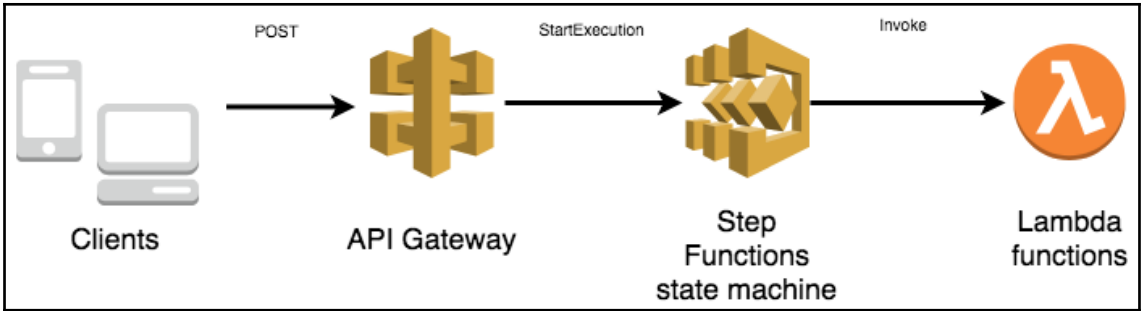 POST
StartExecution
Invoke
Clients
API Gateway
Step
Functions
state machine
Lambda
functions